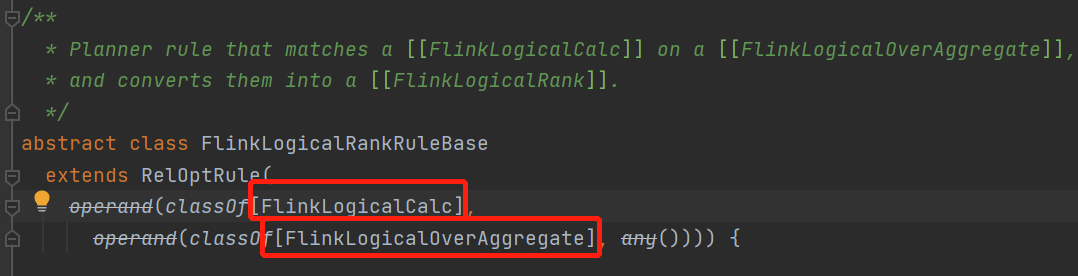 /**
* Planner rule that matches a [[FlinkLogicalCalc]] on a [[FlinkLogicalOverAggregate]],
* and converts them into a [[FlinkLogicalRank]].
*/
abstract class FlinkLogicalRankRuleBase
extends RelOptRule(
operand(classOf[FlinkLogicalCalc],
operand(classOf[FlinkLogicalOverAggregate], any()))) {